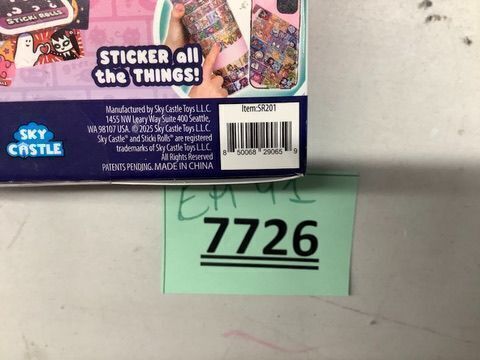 STICKI ROLLS
STICKER all
the THINGS!
SKY
CASTLE
Manufactured by Sky Castle Toys L.L.C.
1455 NW Leary Way Suite 400 Seattle,
WA 98107 USA. © 2025 Sky Castle Toys L.L.C.
Sky Castle® and Sticki Rolls® are registered
trademarks of Sky Castle Toys L.L.C.
All Rights Reserved
PATENTS PENDING. MADE IN CHINA
Item:SR201
8 50068 29065 9
EM 41
7726